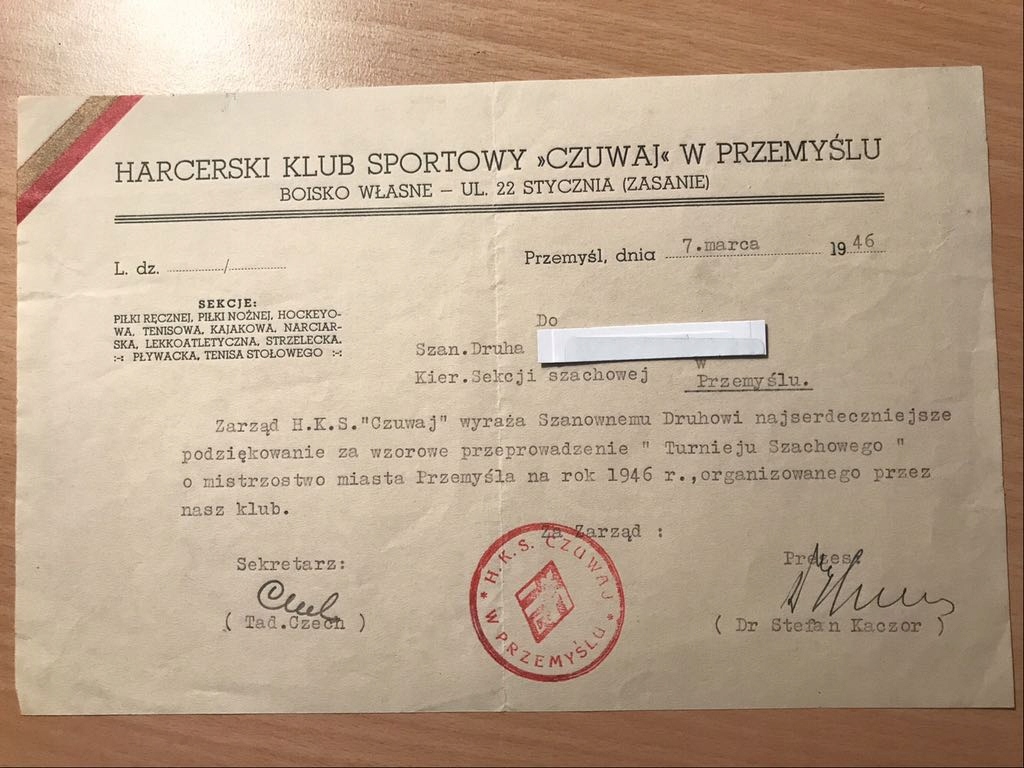 HARCERSKI KLUB SPORTOWY »CZUWAJ« W PRZEMYŚLU
BOISKO WŁASNE – UL. 22 STYCZNIA (ZASANIE)
L. dz. ............/............
Przemyśl, dnia 7.marca 1946
SEKCJE:
PIŁKI RĘCZNEJ, PIŁKI NOŻNEJ, HOCKEYO-
WA, TENISOWA, KAJAKOWA, NARCIAR-
SKA, LEKKOATLETYCZNA, STRZELECKA.
:-: PŁYWACKA, TENISA STOŁOWEGO :-:
Do
Szan.Druha
w
Kier.Sekcji szachowej Przemyślu.
Zarząd H.K.S."Czuwaj" wyraża Szanownemu Druhowi najserdeczniejsze
podziękowanie za wzorowe przeprowadzenie " Turnieju Szachowego "
o mistrzostwo miasta Przemyśla na rok 1946 r.,organizowanego przez
nasz klub.
Za Zarząd :
Sekretarz:
Prezes:
( Tad.Czech )
( Dr Stefan Kaczor )
* H.K.S. CZUWAJ *
W PRZEMYŚLU